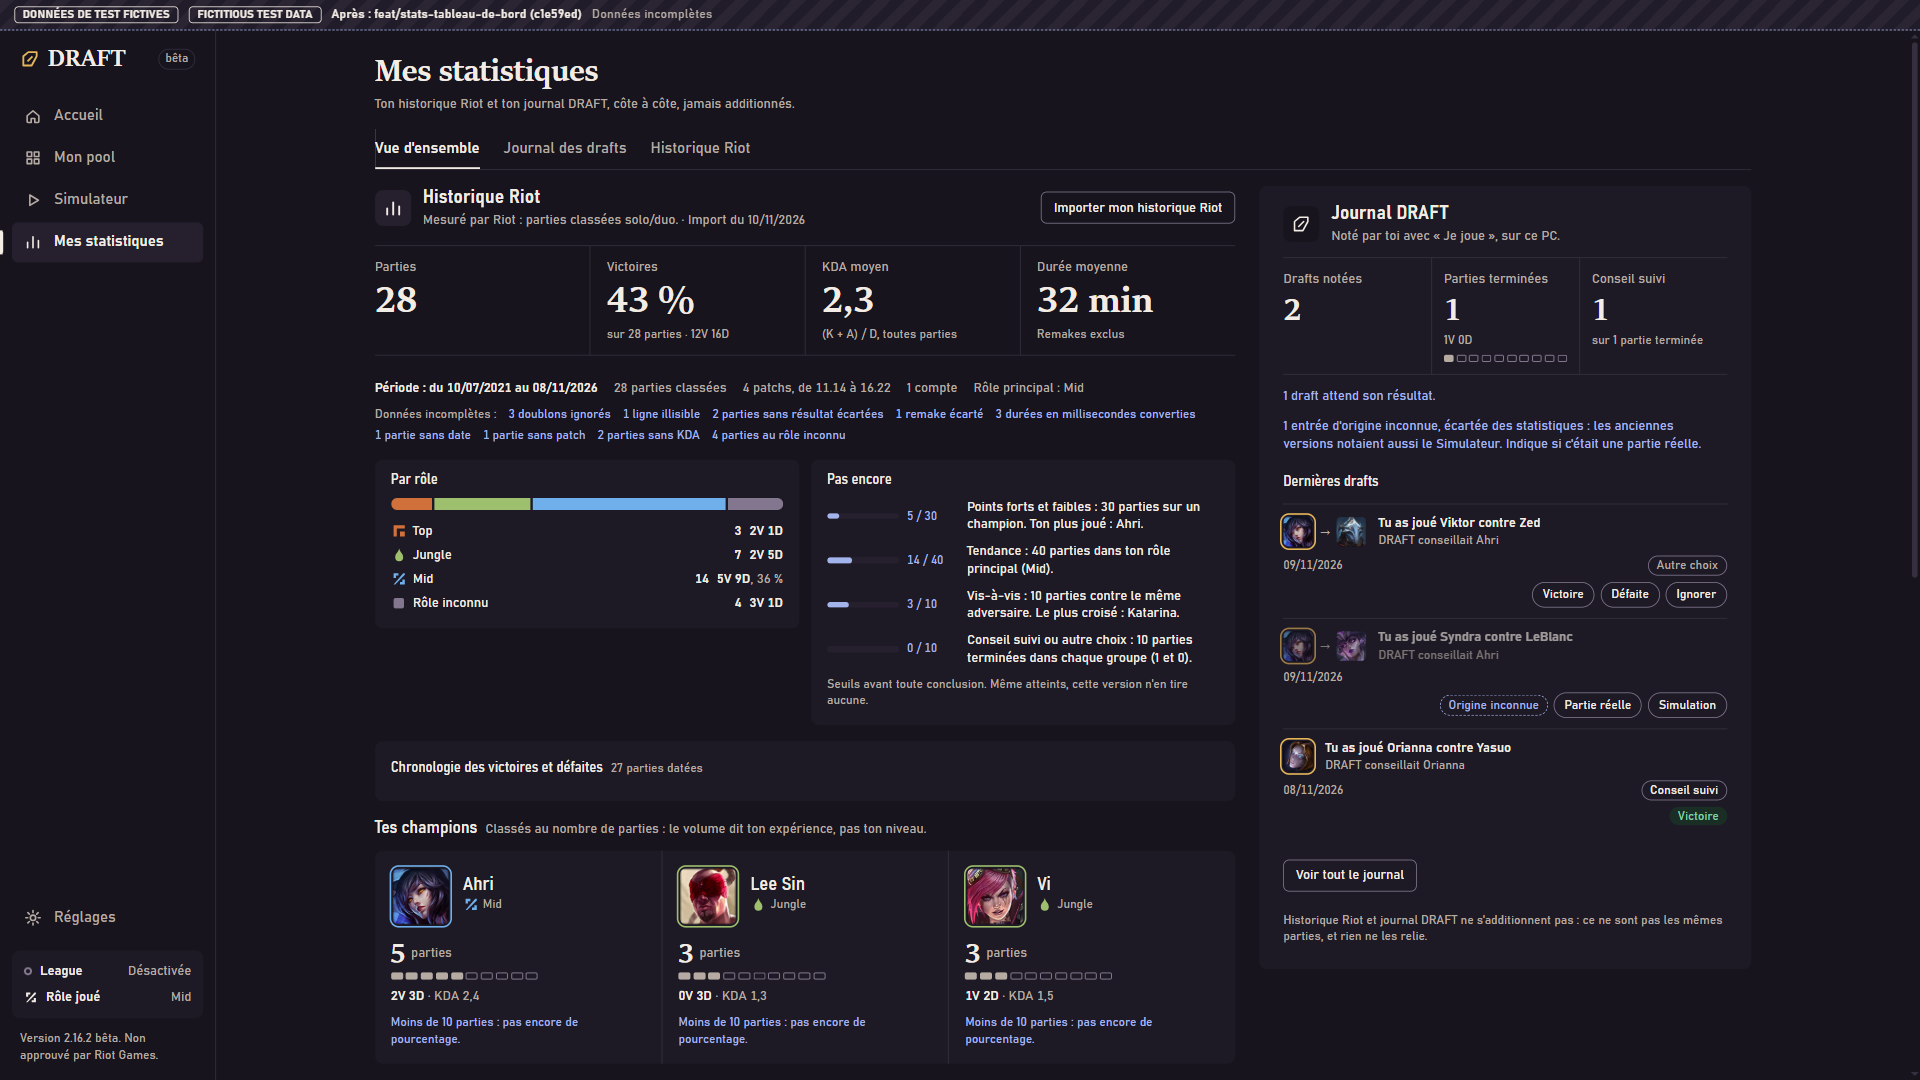 DONNÉES DE TEST FICTIVES FICTITIOUS TEST DATA Après : feat/stats-tableau-de-bord (c1e59ed) Données incomplètes
DRAFT bêta
Accueil
Mon pool
Simulateur
Mes statistiques
Réglages
League Désactivée
Rôle joué Mid
Version 2.16.2 bêta. Non
approuvé par Riot Games.
Mes statistiques
Ton historique Riot et ton journal DRAFT, côte à côte, jamais additionnés.
Vue d'ensemble Journal des drafts Historique Riot
Historique Riot
Mesuré par Riot : parties classées solo/duo. · Import du 10/11/2026
Importer mon historique Riot
Parties
28
Victoires
43 %
sur 28 parties · 12V 16D
KDA moyen
2,3
(K + A) / D, toutes parties
Durée moyenne
32 min
Remakes exclus
Période : du 10/07/2021 au 08/11/2026 28 parties classées 4 patchs, de 11.14 à 16.22 1 compte Rôle principal : Mid
Données incomplètes : 3 doublons ignorés 1 ligne illisible 2 parties sans résultat écartées 1 remake écarté 3 durées en millisecondes converties
1 partie sans date 1 partie sans patch 2 parties sans KDA 4 parties au rôle inconnu
Par rôle
Top 3 2V 1D
Jungle 7 2V 5D
Mid 14 5V 9D, 36 %
Rôle inconnu 4 3V 1D
Pas encore
5 / 30 Points forts et faibles : 30 parties sur un
champion. Ton plus joué : Ahri.
14 / 40 Tendance : 40 parties dans ton rôle
principal (Mid).
3 / 10 Vis-à-vis : 10 parties contre le même
adversaire. Le plus croisé : Katarina.
0 / 10 Conseil suivi ou autre choix : 10 parties
terminées dans chaque groupe (1 et 0).
Seuils avant toute conclusion. Même atteints, cette version n'en tire
aucune.
Chronologie des victoires et défaites 27 parties datées
Tes champions Classés au nombre de parties : le volume dit ton expérience, pas ton niveau.
Ahri
Mid
5 parties
2V 3D · KDA 2,4
Moins de 10 parties : pas encore de
pourcentage.
Lee Sin
Jungle
3 parties
0V 3D · KDA 1,3
Moins de 10 parties : pas encore de
pourcentage.
Vi
Jungle
3 parties
1V 2D · KDA 1,5
Moins de 10 parties : pas encore de
pourcentage.
Journal DRAFT
Noté par toi avec « Je joue », sur ce PC.
Drafts notées
2
Parties terminées
1
1V 0D
Conseil suivi
1
sur 1 partie terminée
1 draft attend son résultat.
1 entrée d'origine inconnue, écartée des statistiques : les anciennes
versions notaient aussi le Simulateur. Indique si c'était une partie réelle.
Dernières drafts
→ Tu as joué Viktor contre Zed
DRAFT conseillait Ahri
09/11/2026 Autre choix
Victoire Défaite Ignorer
→ Tu as joué Syndra contre LeBlanc
DRAFT conseillait Ahri
09/11/2026
Origine inconnue Partie réelle Simulation
Tu as joué Orianna contre Yasuo
DRAFT conseillait Orianna
08/11/2026 Conseil suivi
Victoire
Voir tout le journal
Historique Riot et journal DRAFT ne s'additionnent pas : ce ne sont pas les mêmes
parties, et rien ne les relie.